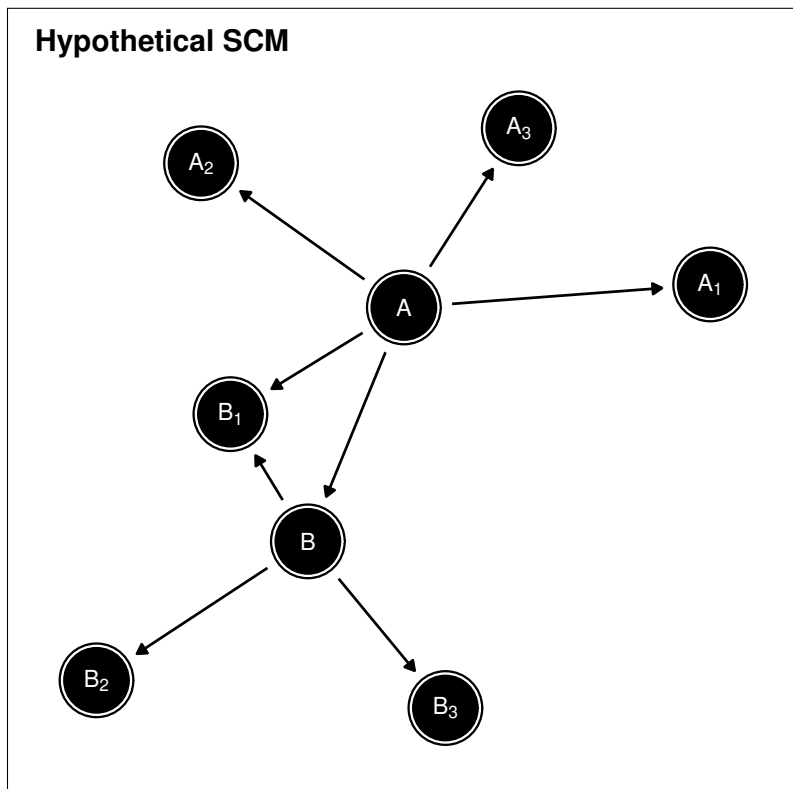 Hypothetical SCM
A₃
A₂
A₁
A
B₁
B
B₂
B₃